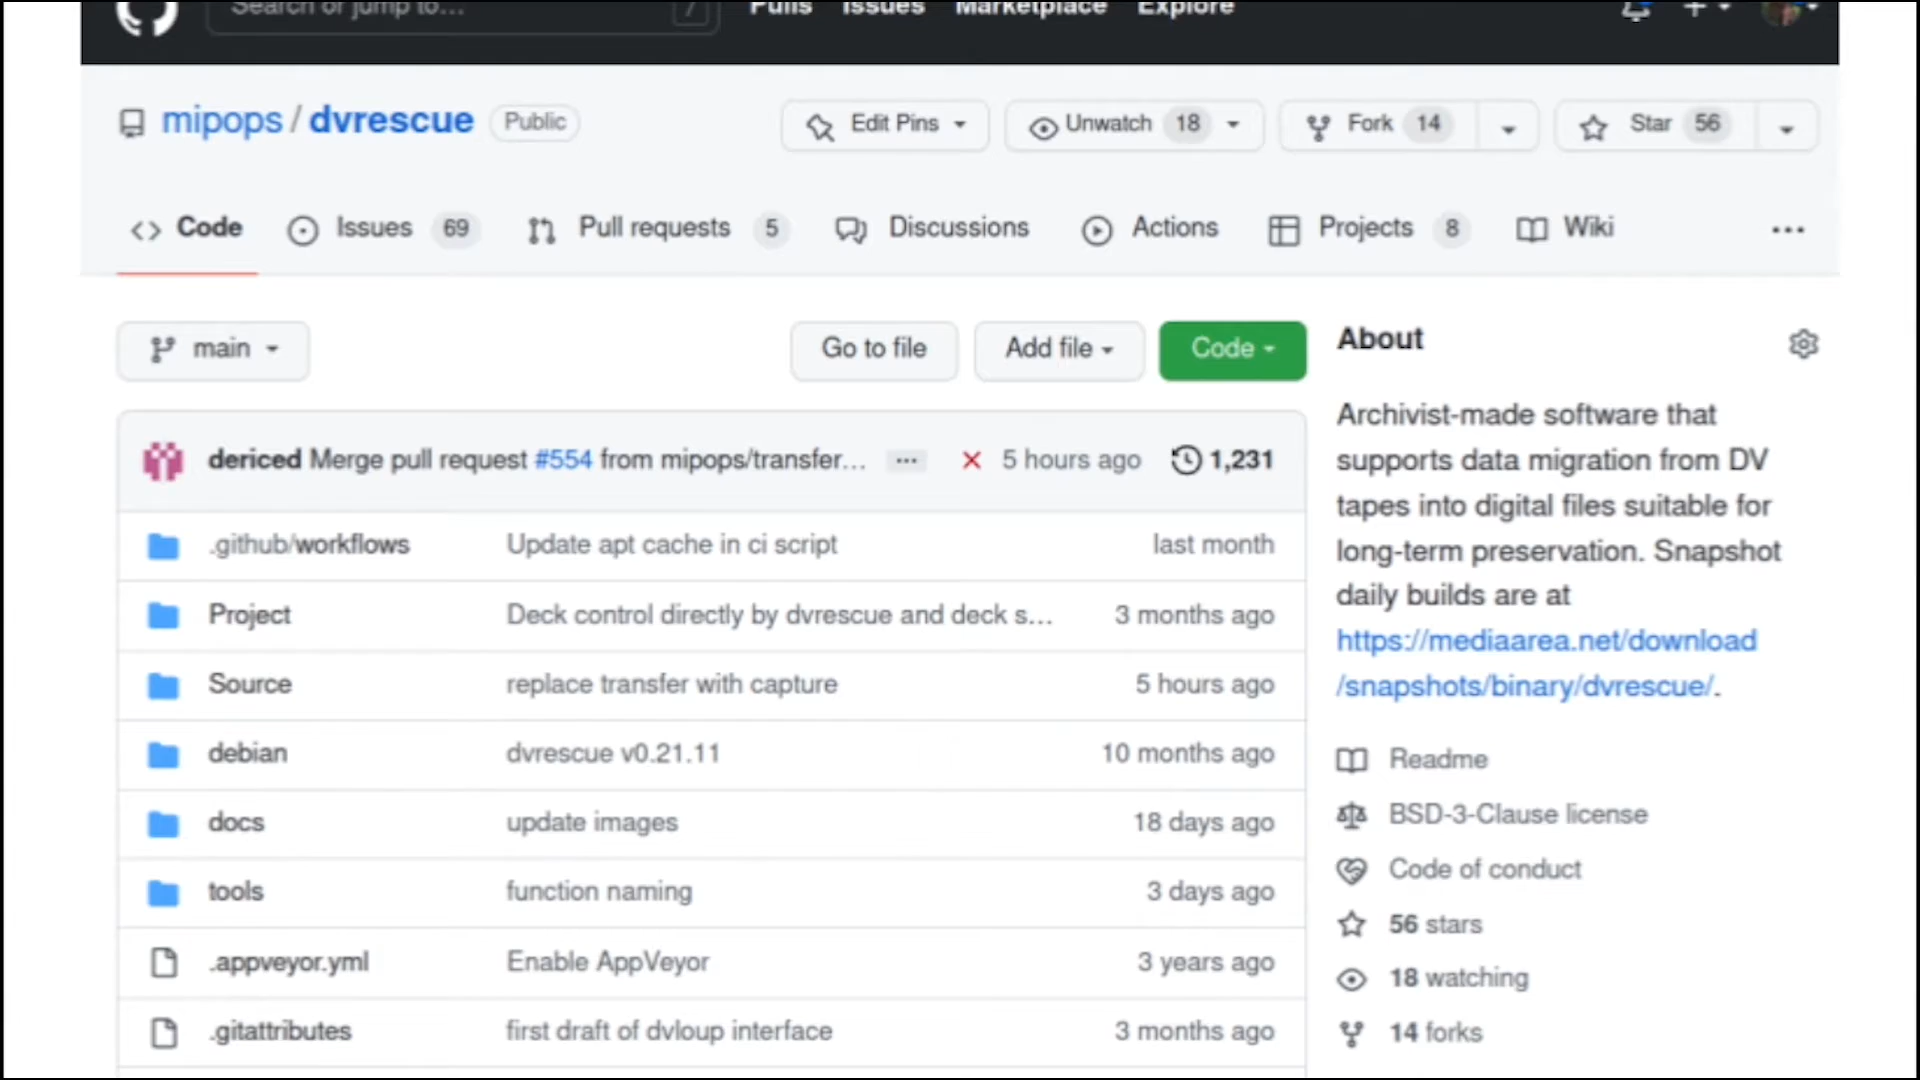 Search or jump to... /
Pulls Issues Marketplace Explore
mipops / dvrescue Public
Edit Pins Unwatch 18 Fork 14 Star 56
Code Issues 69 Pull requests 5 Discussions Actions Projects 8 Wiki ...
main Go to file Add file Code
dericed Merge pull request #554 from mipops/transfer... ... 5 hours ago 1,231
.github/workflows Update apt cache in ci script last month
Project Deck control directly by dvrescue and deck s... 3 months ago
Source replace transfer with capture 5 hours ago
debian dvrescue v0.21.11 10 months ago
docs update images 18 days ago
tools function naming 3 days ago
.appveyor.yml Enable AppVeyor 3 years ago
.gitattributes first draft of dvloup interface 3 months ago
About
Archivist-made software that
supports data migration from DV
tapes into digital files suitable for
long-term preservation. Snapshot
daily builds are at
https://mediaarea.net/download
/snapshots/binary/dvrescue/.
Readme
BSD-3-Clause license
Code of conduct
56 stars
18 watching
14 forks